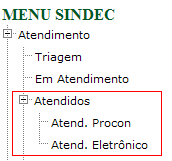 MENU SINDEC
Atendimento
Triagem
Em Atendimento
Atendidos
Atend. Procon
Atend. Eletrônico